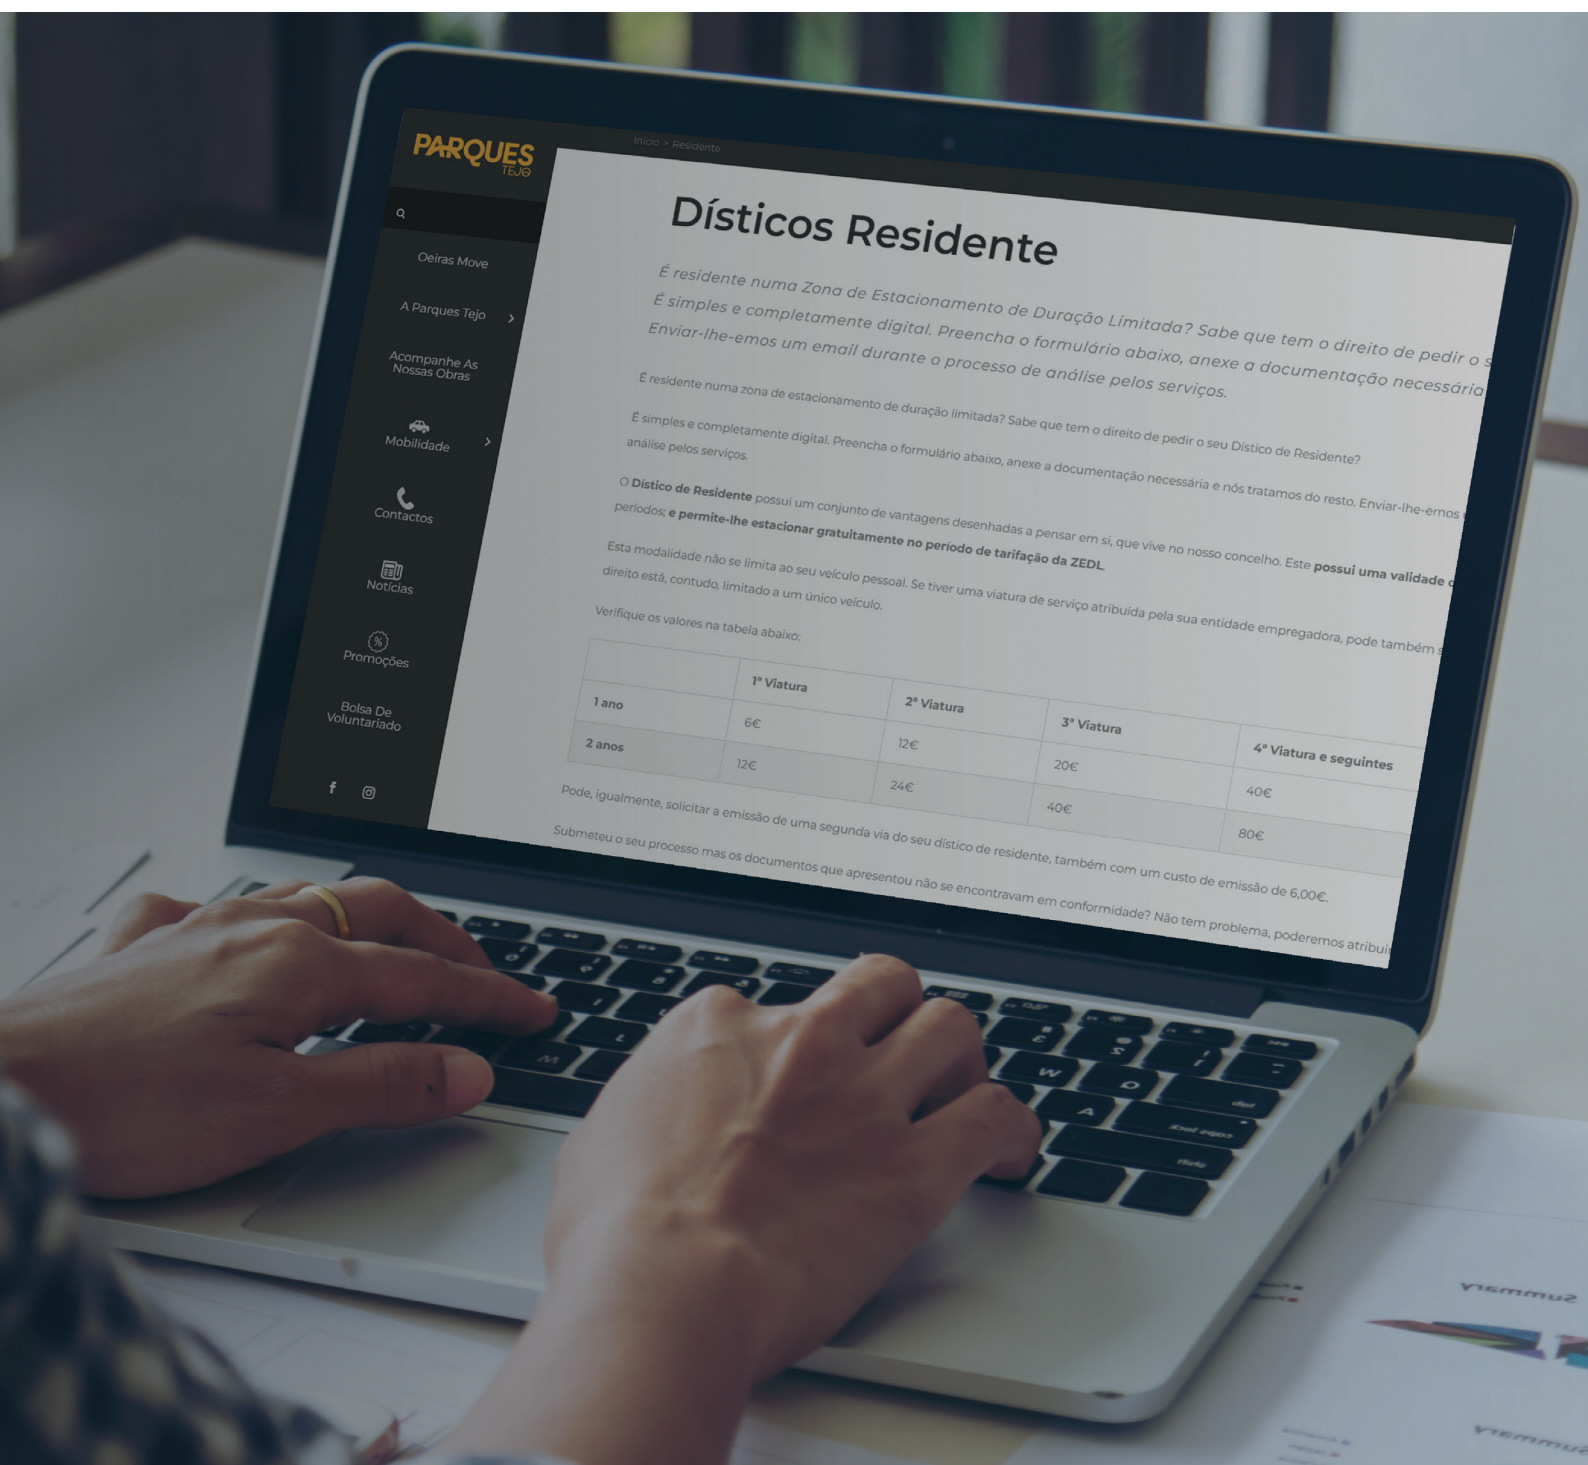 PARQUES
TEJO
Início > Residente
Oeiras Move
A Parques Tejo
Acompanhe As
Nossas Obras
Mobilidade
Contactos
Notícias
Promoções
Bolsa De
Voluntariado
Dísticos Residente
É residente numa Zona de Estacionamento de Duração Limitada? Sabe que tem o direito de pedir o s
É simples e completamente digital. Preencha o formulário abaixo, anexe a documentação necessária
Enviar-lhe-emos um email durante o processo de análise pelos serviços.
É residente numa zona de estacionamento de duração limitada? Sabe que tem o direito de pedir o seu Dístico de Residente?
É simples e completamente digital. Preencha o formulário abaixo, anexe a documentação necessária e nós tratamos do resto. Enviar-lhe-emos
análise pelos serviços.
O Dístico de Residente possui um conjunto de vantagens desenhadas a pensar em si, que vive no nosso concelho. Este possui uma validade
períodos; e permite-lhe estacionar gratuitamente no período de tarifação da ZEDL
Esta modalidade não se limita ao seu veículo pessoal. Se tiver uma viatura de serviço atribuída pela sua entidade empregadora, pode também s
direito está, contudo, limitado a um único veículo.
Verifique os valores na tabela abaixo;
1ª Viatura 2ª Viatura 3ª Viatura 4ª Viatura e seguintes
1 ano 6€ 12€ 20€ 40€
2 anos 12€ 24€ 40€ 80€
Pode, igualmente, solicitar a emissão de uma segunda via do seu dístico de residente, também com um custo de emissão de 6,00€.
Submeteu o seu processo mas os documentos que apresentou não se encontravam em conformidade? Não tem problema, poderemos atribui
W
Q
A
caps lock
shift
tab
Summary
Summary